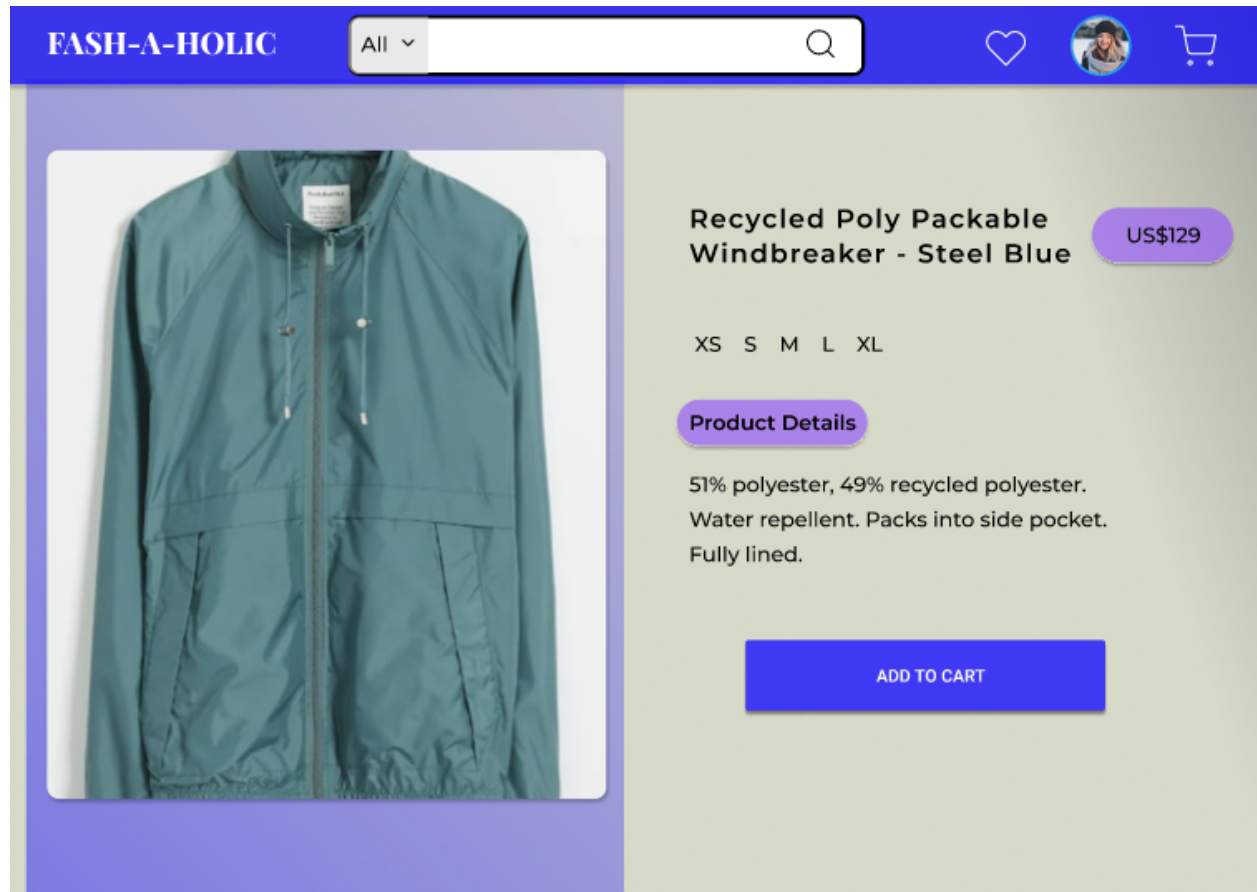 FASH-A-HOLIC
All
Recycled Poly Packable
Windbreaker - Steel Blue
US$129
XS S M L XL
Product Details
51% polyester, 49% recycled polyester.
Water repellent. Packs into side pocket.
Fully lined.
ADD TO CART